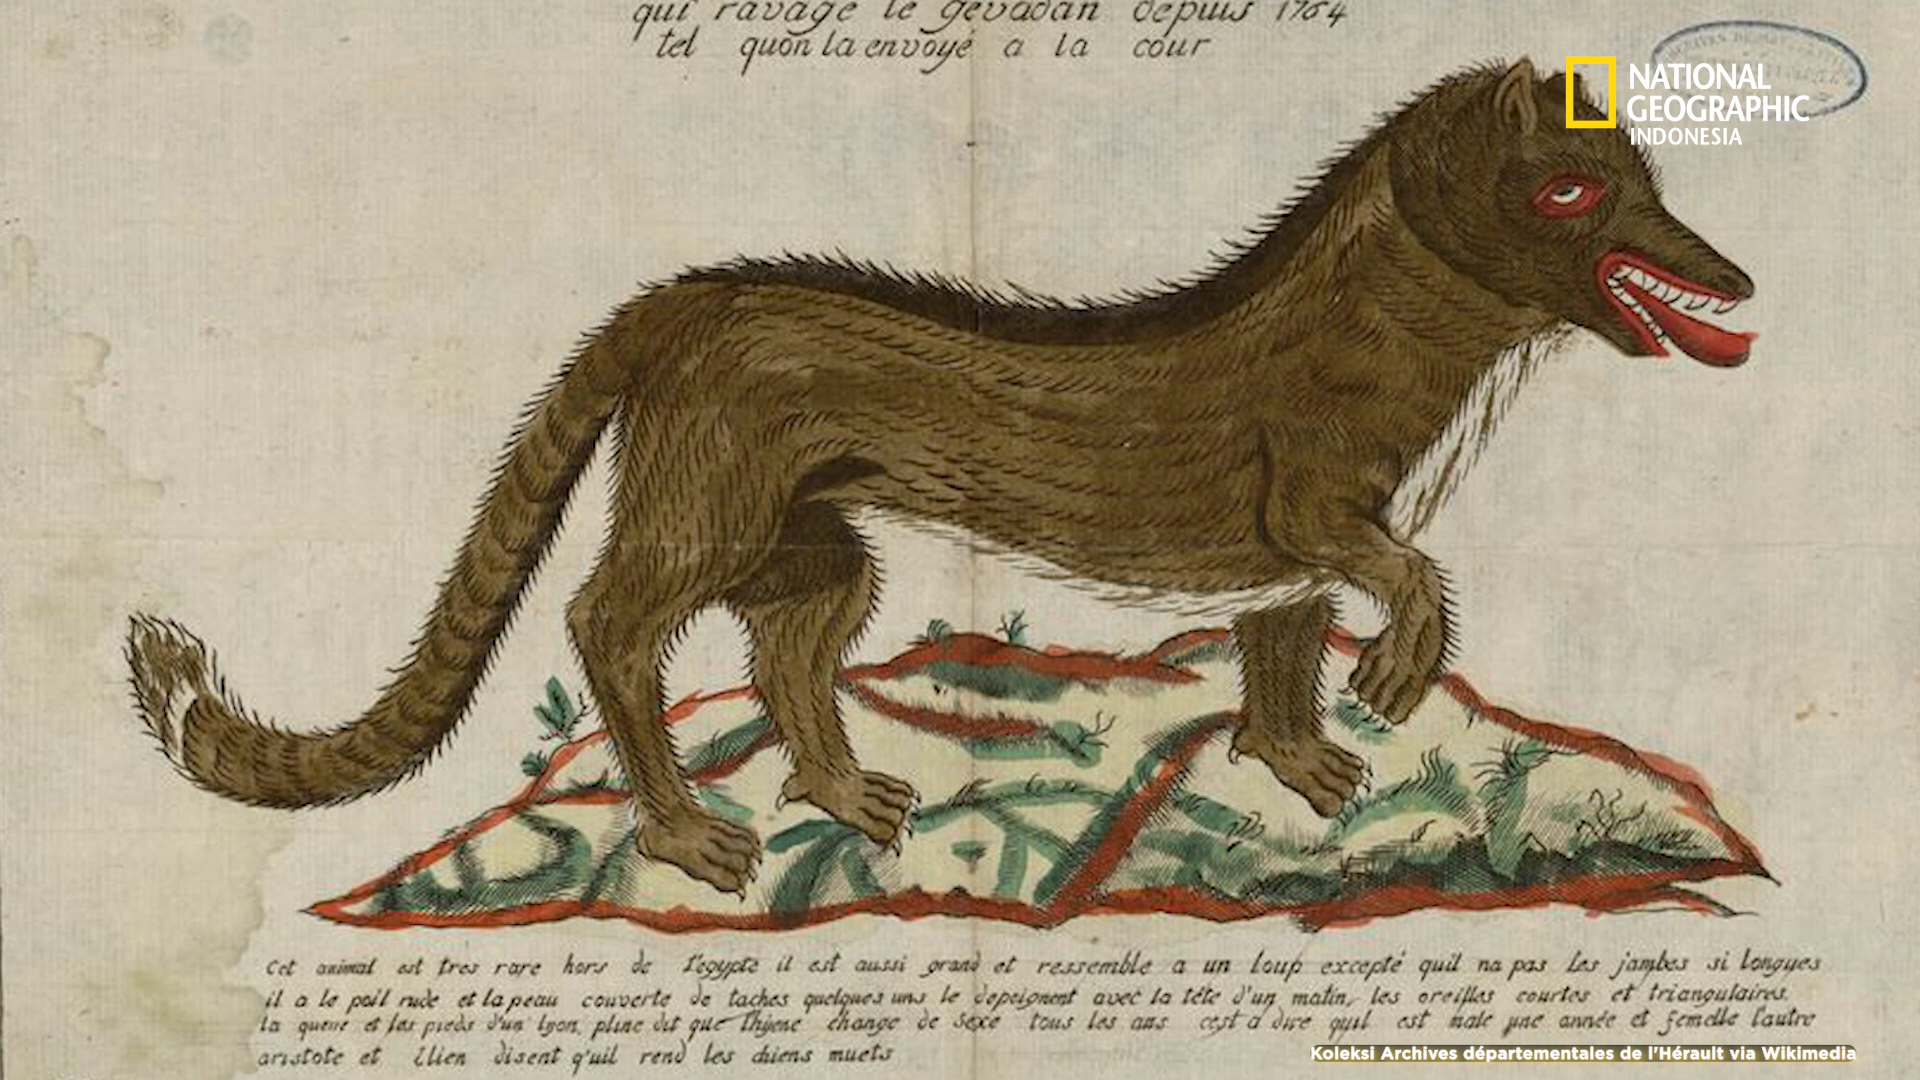 qui ravage le gevadan depuis 1764
tel quon la envoyé a la cour
NATIONAL
GEOGRAPHIC
INDONESIA
Cet animal est tres rare hors de l'egypte il est aussi grand et ressemble a un loup excepté quil na pas les jambes si longues
il a le poil rude et la peau couverte de taches quelques uns le depeignent avec la tête d'un matin, les oreilles courtes et triangulaires,
la queue et les pieds d'un lyon, pline dit que l'hijene change de sexe tous les ans cest a dire quil est male une année et femelle l'autre
aristote et Elien disent q'uil rend les chiens muets
Koleksi Archives départementales de l'Hérault via Wikimedia